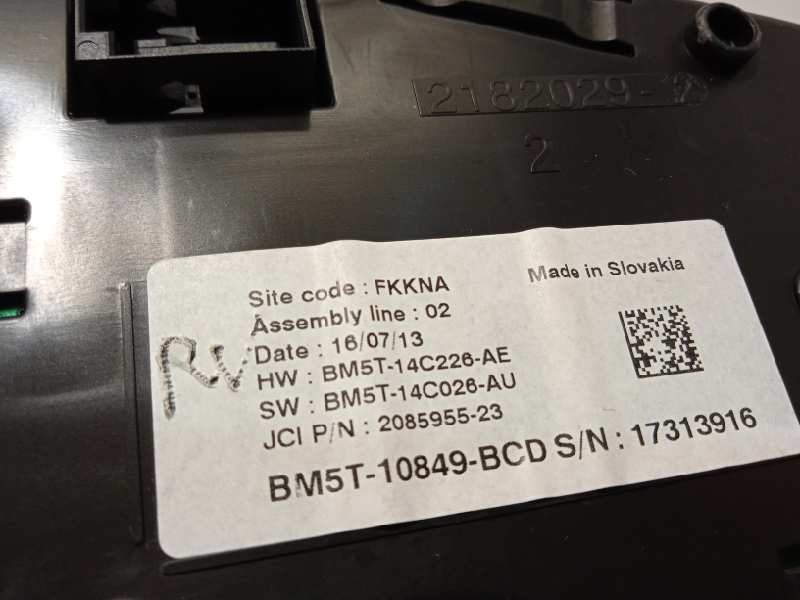 2182029-
2
Site code : FKKNA
Made in Slovakia
Assembly line : 02
Date : 16/07/13
HW : BM5T-14C226-AE
SW : BM5T-14C026-AU
JCI P/N : 2085955-23
BM5T-10849-BCD S/N : 17313916
RV